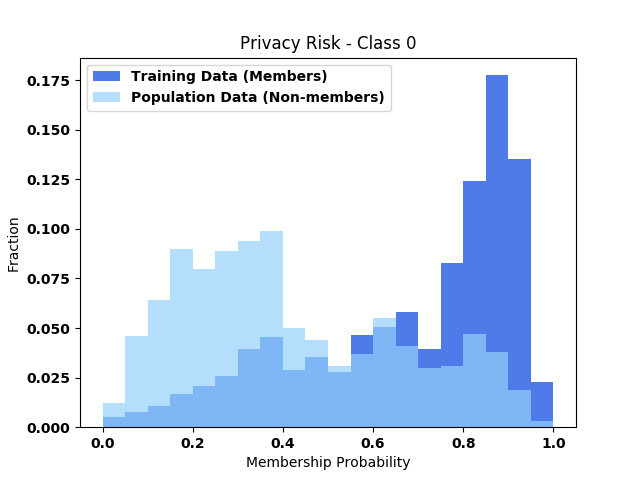 Privacy Risk - Class 0
Training Data (Members)
Population Data (Non-members)
0.175
0.150
0.125
0.100
0.075
0.050
0.025
0.000
Fraction
0.0 0.2 0.4 0.6 0.8 1.0
Membership Probability